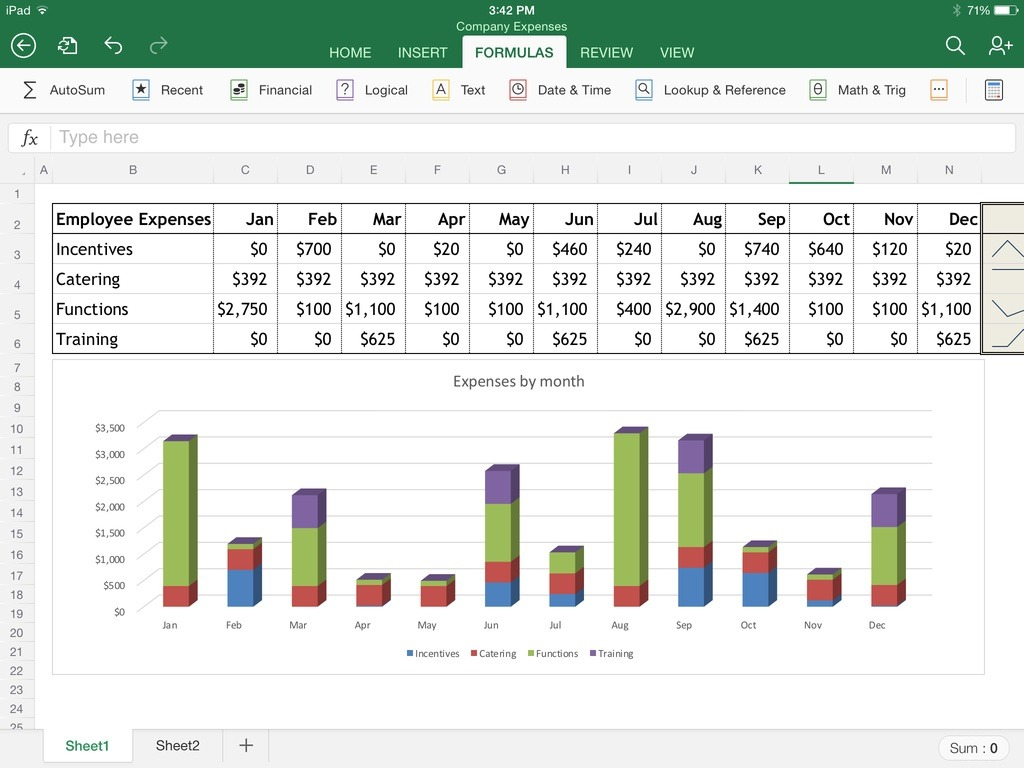 iPad 3:42 PM 71%
Company Expenses
HOME INSERT FORMULAS REVIEW VIEW
Σ AutoSum Recent Financial ? Logical A Text Date & Time Lookup & Reference θ Math & Trig ...
fx Type here
A B C D E F G H I J K L M N
1
2 Employee Expenses Jan Feb Mar Apr May Jun Jul Aug Sep Oct Nov Dec
3 Incentives $0 $700 $0 $20 $0 $460 $240 $0 $740 $640 $120 $20
4 Catering $392 $392 $392 $392 $392 $392 $392 $392 $392 $392 $392 $392
5 Functions $2,750 $100 $1,100 $100 $100 $1,100 $400 $2,900 $1,400 $100 $100 $1,100
6 Training $0 $0 $625 $0 $0 $625 $0 $0 $625 $0 $0 $625
7
8 Expenses by month
9
10 $3,500
11 $3,000
12 $2,500
13 $2,000
14
15 $1,500
16 $1,000
17 $500
18
19 $0
20 Jan Feb Mar Apr May Jun Jul Aug Sep Oct Nov Dec
21 Incentives Catering Functions Training
22
23
24
25
Sheet1 Sheet2 + Sum : 0